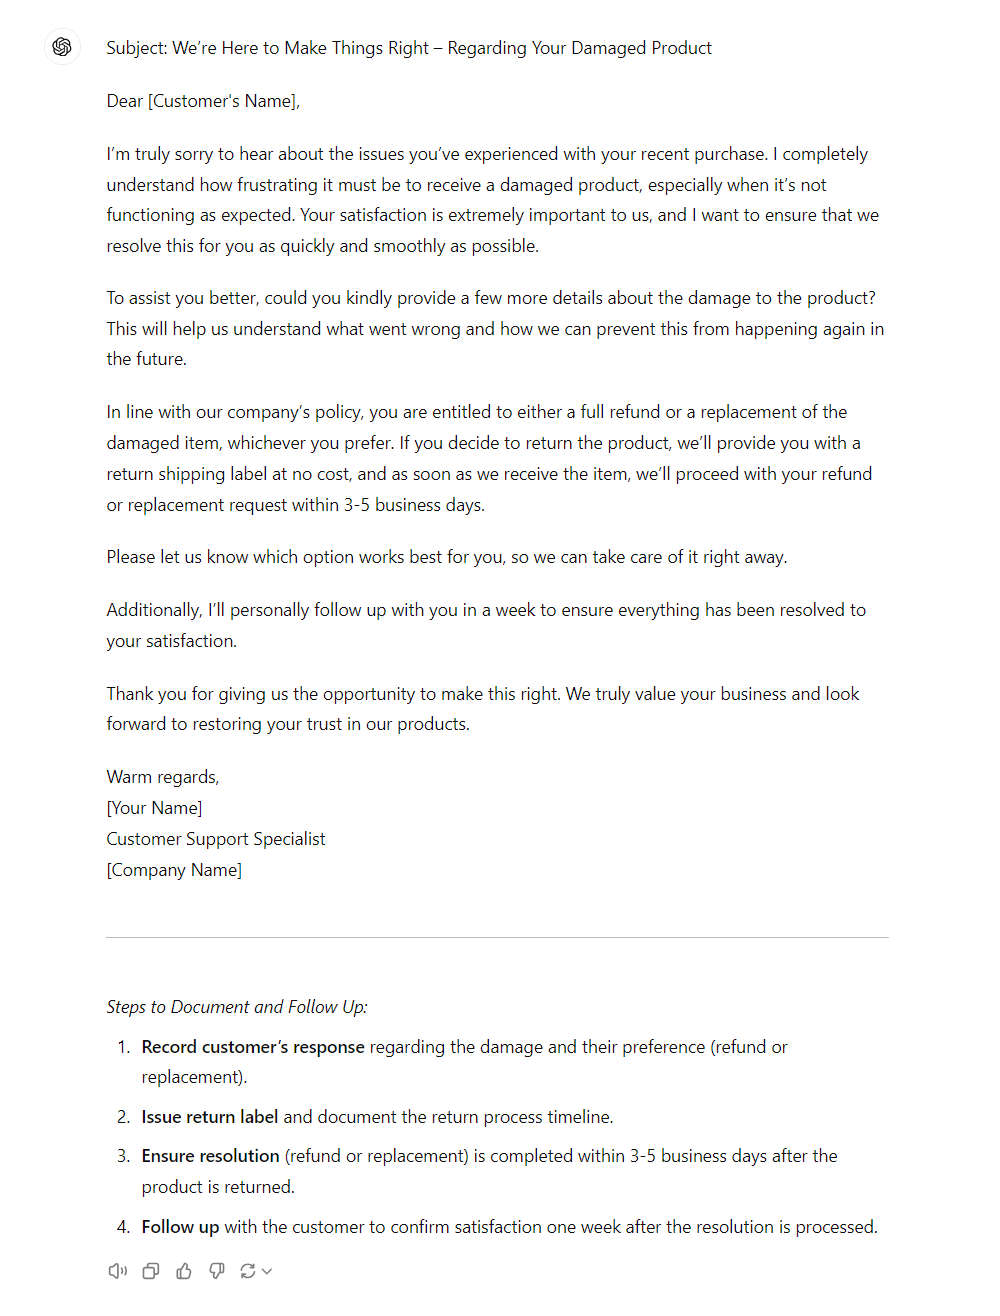 Subject: We’re Here to Make Things Right – Regarding Your Damaged Product
Dear [Customer's Name],
I’m truly sorry to hear about the issues you’ve experienced with your recent purchase. I completely
understand how frustrating it must be to receive a damaged product, especially when it’s not
functioning as expected. Your satisfaction is extremely important to us, and I want to ensure that we
resolve this for you as quickly and smoothly as possible.
To assist you better, could you kindly provide a few more details about the damage to the product?
This will help us understand what went wrong and how we can prevent this from happening again in
the future.
In line with our company’s policy, you are entitled to either a full refund or a replacement of the
damaged item, whichever you prefer. If you decide to return the product, we’ll provide you with a
return shipping label at no cost, and as soon as we receive the item, we’ll proceed with your refund
or replacement request within 3-5 business days.
Please let us know which option works best for you, so we can take care of it right away.
Additionally, I’ll personally follow up with you in a week to ensure everything has been resolved to
your satisfaction.
Thank you for giving us the opportunity to make this right. We truly value your business and look
forward to restoring your trust in our products.
Warm regards,
[Your Name]
Customer Support Specialist
[Company Name]
Steps to Document and Follow Up:
1. Record customer’s response regarding the damage and their preference (refund or
replacement).
2. Issue return label and document the return process timeline.
3. Ensure resolution (refund or replacement) is completed within 3-5 business days after the
product is returned.
4. Follow up with the customer to confirm satisfaction one week after the resolution is processed.